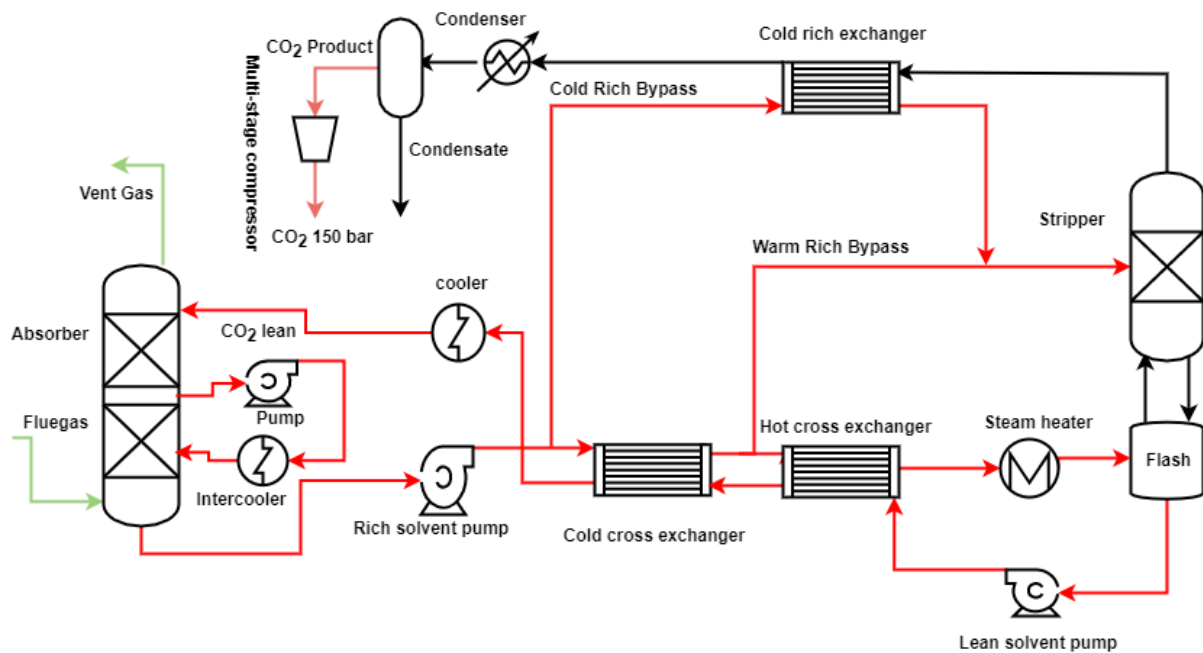 Condenser
Cold rich exchanger
CO2 Product
Multi-stage compressor
Cold Rich Bypass
Condensate
Vent Gas
Stripper
CO2 150 bar
Warm Rich Bypass
cooler
Absorber
CO2 lean
Pump
Fluegas
Hot cross exchanger
Steam heater
Flash
Intercooler
Rich solvent pump
Cold cross exchanger
Lean solvent pump